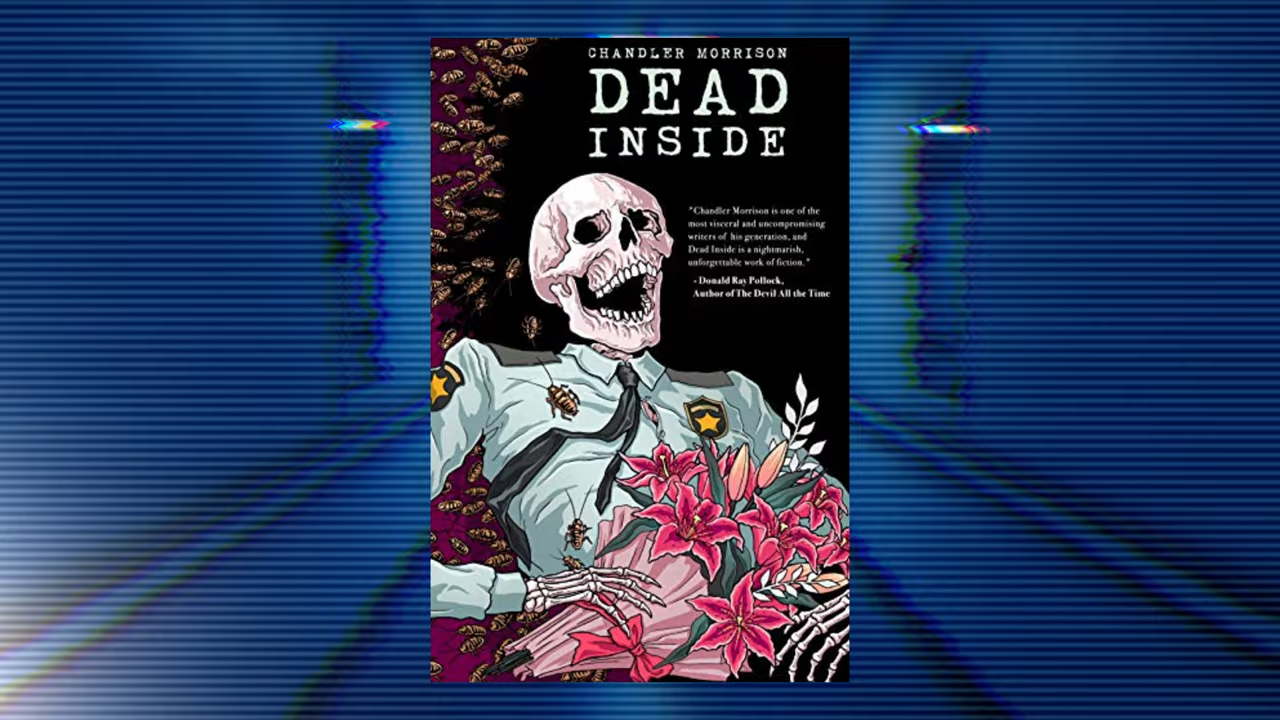 CHANDLER MORRISON
DEAD
INSIDE
"Chandler Morrison is one of the
most visceral and uncompromising
writers of his generation, and
Dead Inside is a nightmarish,
unforgettable work of fiction."
- Donald Ray Pollock,
Author of The Devil All the Time